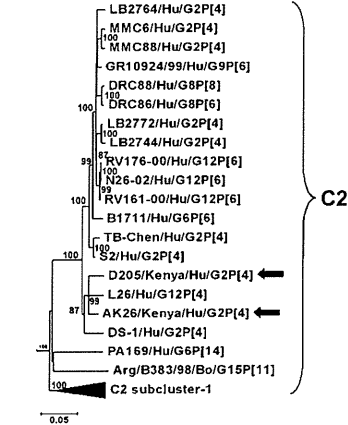 LB2764/Hu/G2P[4]
MMC6/Hu/G2P[4]
100
MMC88/Hu/G2P[4]
GR10924/99/Hu/G9P[6]
DRC88/Hu/G8P[8]
100
DRC86/Hu/G8P[6]
100
LB2772/Hu/G2P[4]
100
LB2744/Hu/G2P[4]
87
RV176-00/Hu/G12P[6]
99
100
N26-02/Hu/G12P[6]
99
RV161-00/Hu/G12P[6]
100
B1711/Hu/G6P[6]
C2
TB-Chen/Hu/G2P[4]
100
S2/Hu/G2P[4]
100
D205/Kenya/Hu/G2P[4]
L26/Hu/G12P[4]
99
87
AK26/Kenya/Hu/G2P[4]
DS-1/Hu/G2P[4]
100
PA169/Hu/G6P[14]
Arg/B383/98/Bo/G15P[11]
100
C2 subcluster-1
0.05